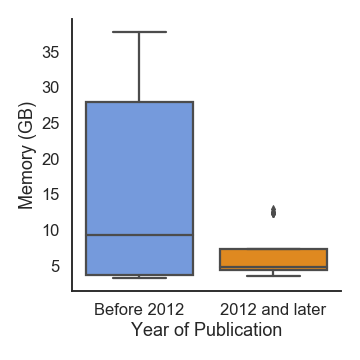 Memory (GB)
35
30
25
20
15
10
5
Before 2012
2012 and later
Year of Publication